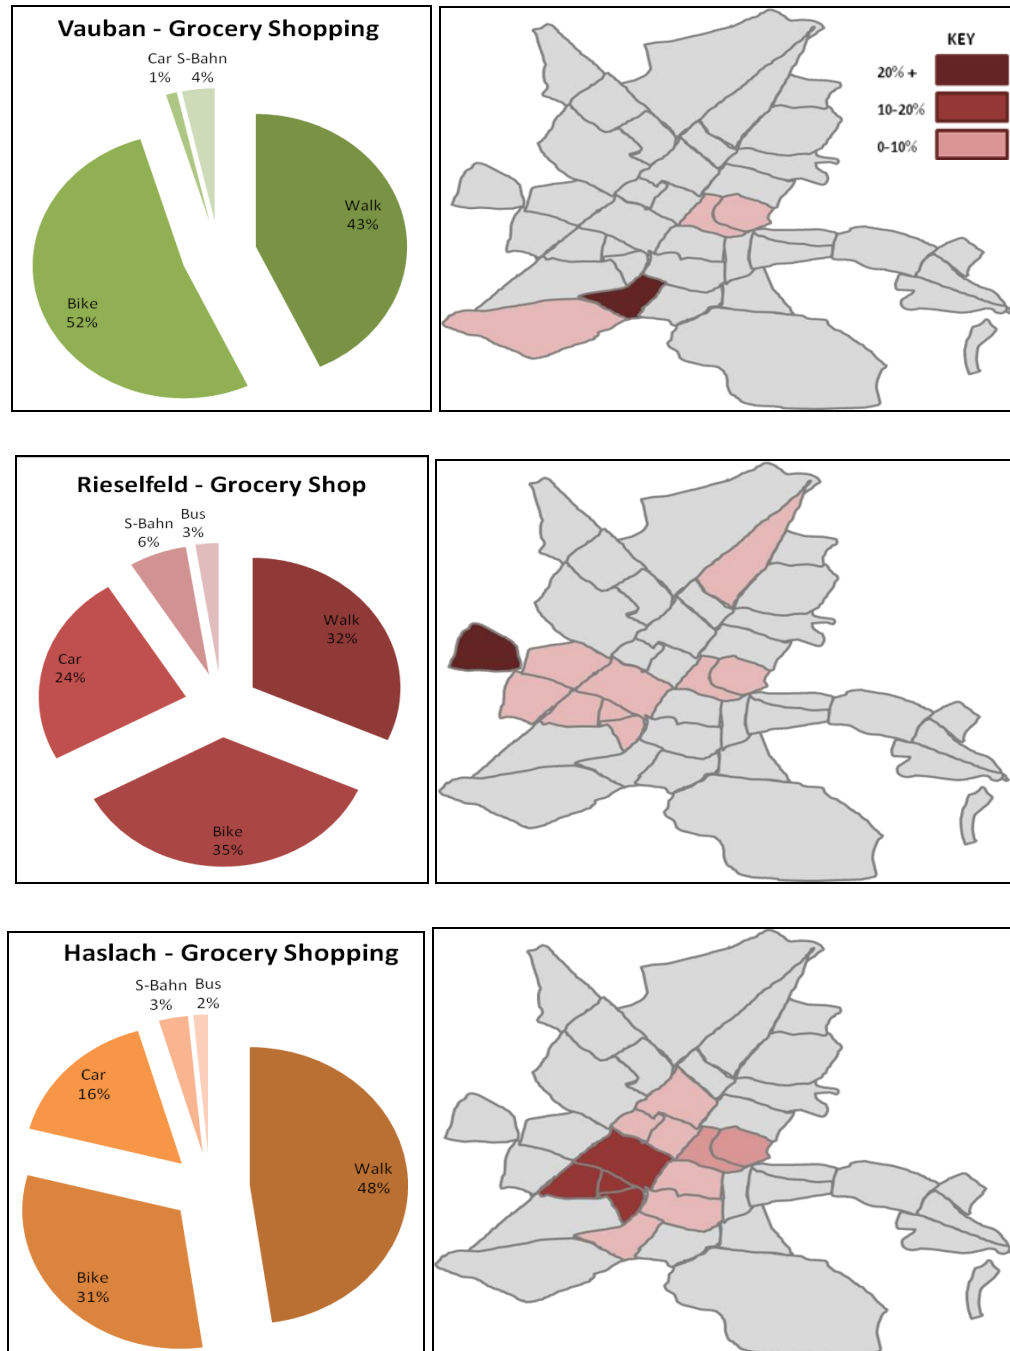 Vauban - Grocery Shopping
Car
1%
S-Bahn
4%
Walk
43%
Bike
52%
KEY
20% +
10-20%
0-10%
Rieselfeld - Grocery Shop
S-Bahn
6%
Bus
3%
Walk
32%
Car
24%
Bike
35%
Haslach - Grocery Shopping
S-Bahn
3%
Bus
2%
Car
16%
Walk
48%
Bike
31%